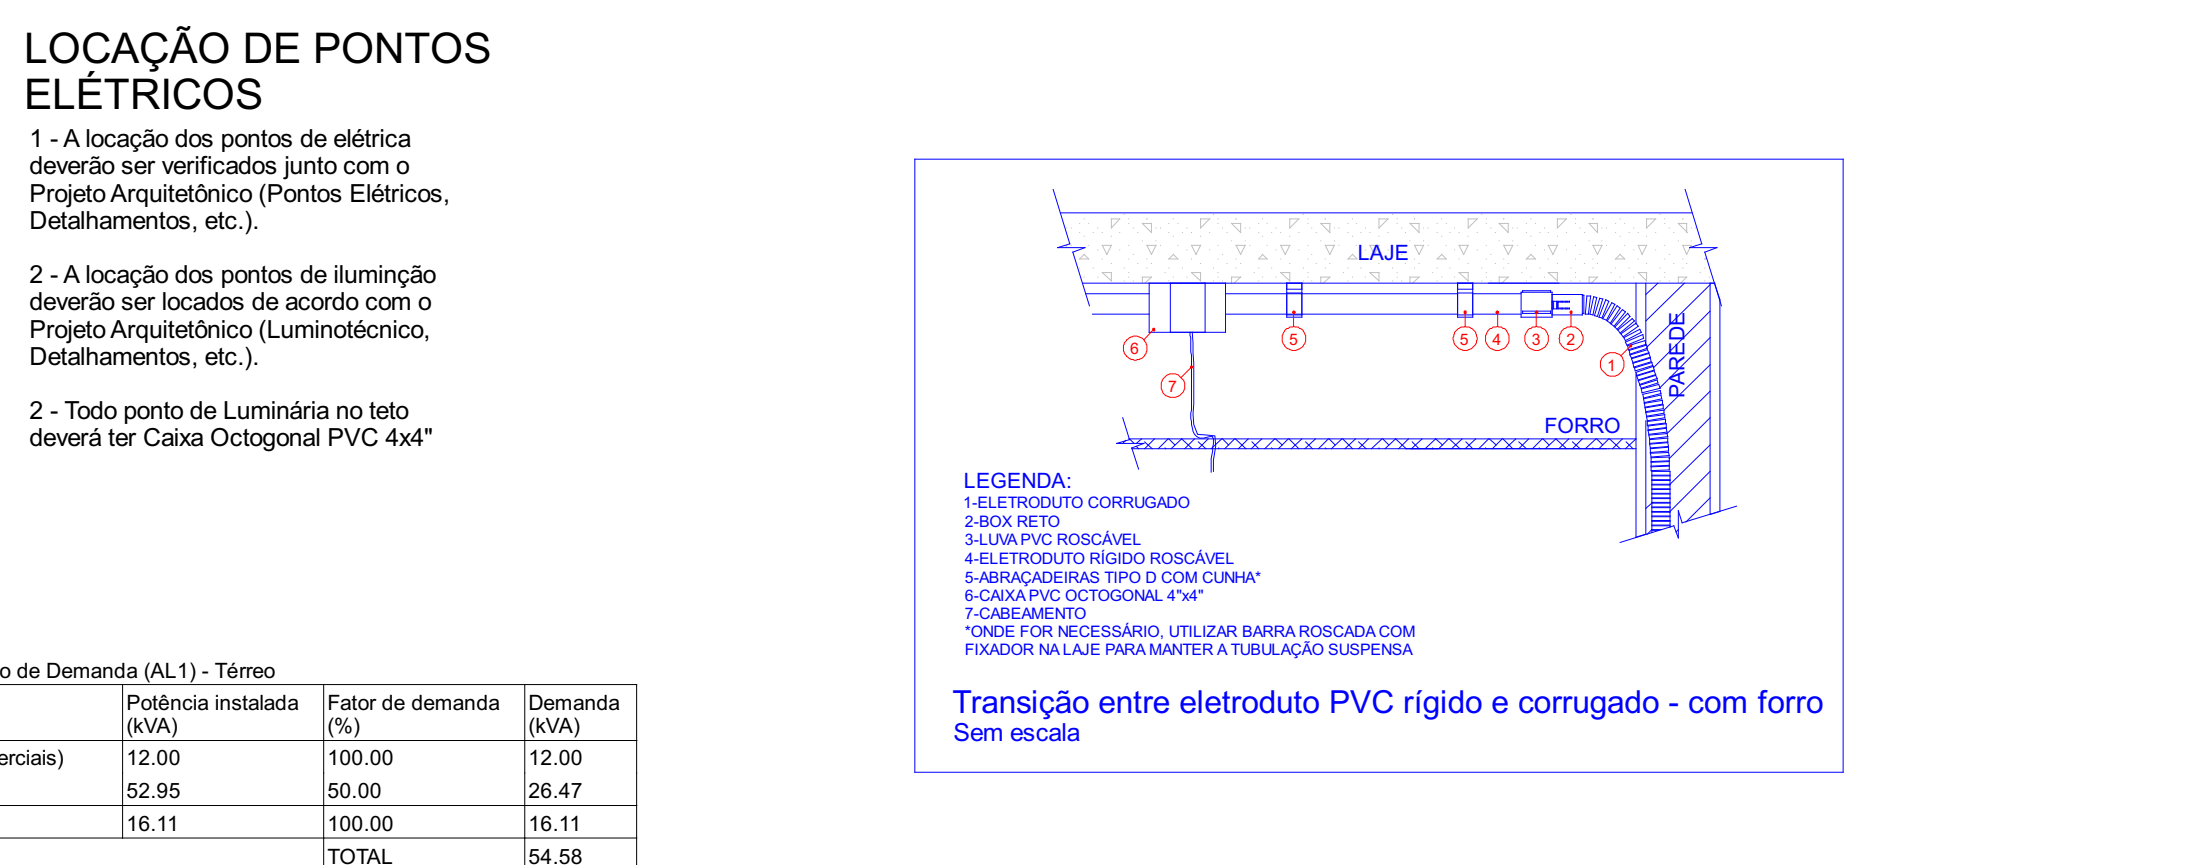 LOCAÇÃO DE PONTOS
ELÉTRICOS
1 - A locação dos pontos de elétrica
deverão ser verificados junto com o
Projeto Arquitetônico (Pontos Elétricos,
Detalhamentos, etc.).
2 - A locação dos pontos de iluminção
deverão ser locados de acordo com o
Projeto Arquitetônico (Luminotécnico,
Detalhamentos, etc.).
2 - Todo ponto de Luminária no teto
deverá ter Caixa Octogonal PVC 4x4"
o de Demanda (AL1) - Térreo
Potência instalada (kVA) Fator de demanda (%) Demanda (kVA)
erciais) 12.00 100.00 12.00
52.95 50.00 26.47
16.11 100.00 16.11
TOTAL 54.58
LAJE
PAREDE
6 5 5 4 3 2
7 1
FORRO
LEGENDA:
1-ELETRODUTO CORRUGADO
2-BOX RETO
3-LUVA PVC ROSCÁVEL
4-ELETRODUTO RÍGIDO ROSCÁVEL
5-ABRAÇADEIRAS TIPO D COM CUNHA*
6-CAIXA PVC OCTOGONAL 4"x4"
7-CABEAMENTO
*ONDE FOR NECESSÁRIO, UTILIZAR BARRA ROSCADA COM
FIXADOR NA LAJE PARA MANTER A TUBULAÇÃO SUSPENSA
Transição entre eletroduto PVC rígido e corrugado - com forro
Sem escala